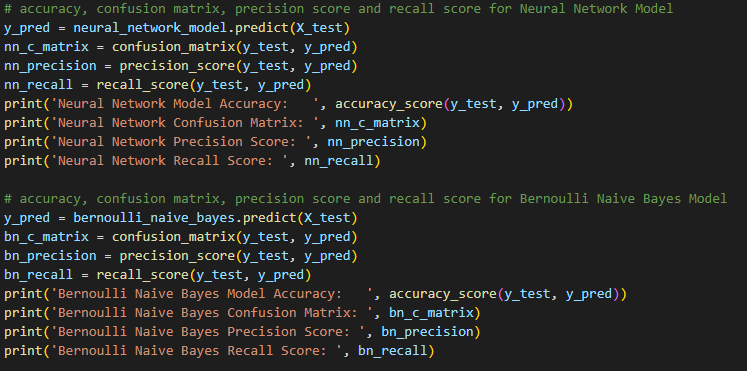 # accuracy, confusion matrix, precision score and recall score for Neural Network Model
y_pred = neural_network_model.predict(X_test)
nn_c_matrix = confusion_matrix(y_test, y_pred)
nn_precision = precision_score(y_test, y_pred)
nn_recall = recall_score(y_test, y_pred)
print('Neural Network Model Accuracy:   ', accuracy_score(y_test, y_pred))
print('Neural Network Confusion Matrix: ', nn_c_matrix)
print('Neural Network Precision Score: ', nn_precision)
print('Neural Network Recall Score: ', nn_recall)

# accuracy, confusion matrix, precision score and recall score for Bernoulli Naive Bayes Model
y_pred = bernoulli_naive_bayes.predict(X_test)
bn_c_matrix = confusion_matrix(y_test, y_pred)
bn_precision = precision_score(y_test, y_pred)
bn_recall = recall_score(y_test, y_pred)
print('Bernoulli Naive Bayes Model Accuracy:   ', accuracy_score(y_test, y_pred))
print('Bernoulli Naive Bayes Confusion Matrix: ', bn_c_matrix)
print('Bernoulli Naive Bayes Precision Score: ', bn_precision)
print('Bernoulli Naive Bayes Recall Score: ', bn_recall)